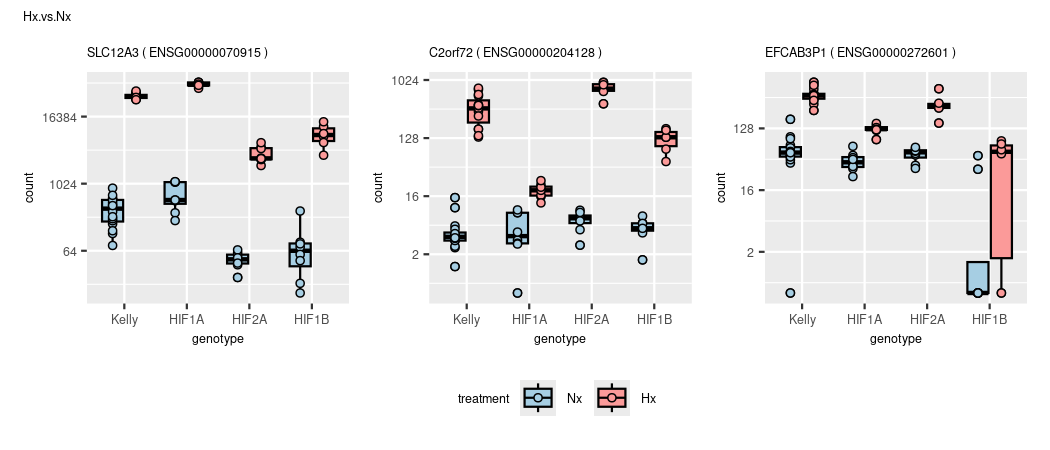 Hx.vs.Nx
SLC12A3 ( ENSG00000070915 )
C2orf72 ( ENSG00000204128 )
EFCAB3P1 ( ENSG00000272601 )
count
16384
1024
64
Kelly HIF1A HIF2A HIF1B
genotype
count
1024
128
16
2
Kelly HIF1A HIF2A HIF1B
genotype
count
128
16
2
Kelly HIF1A HIF2A HIF1B
genotype
treatment Nx Hx